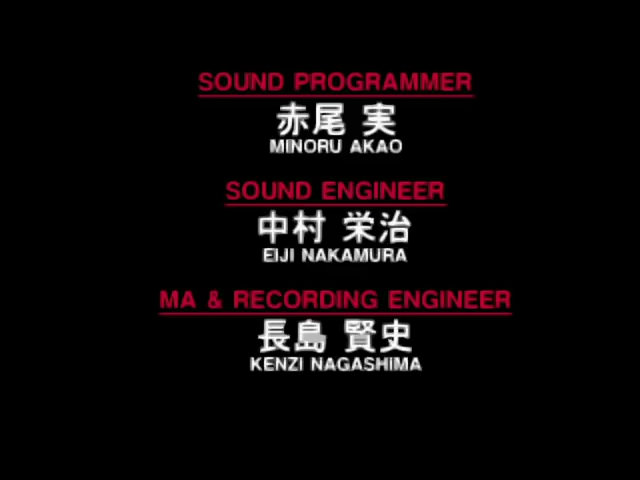 SOUND PROGRAMMER
赤尾 実
MINORU AKAO
SOUND ENGINEER
中村 栄治
EIJI NAKAMURA
MA & RECORDING ENGINEER
長島 賢史
KENZI NAGASHIMA